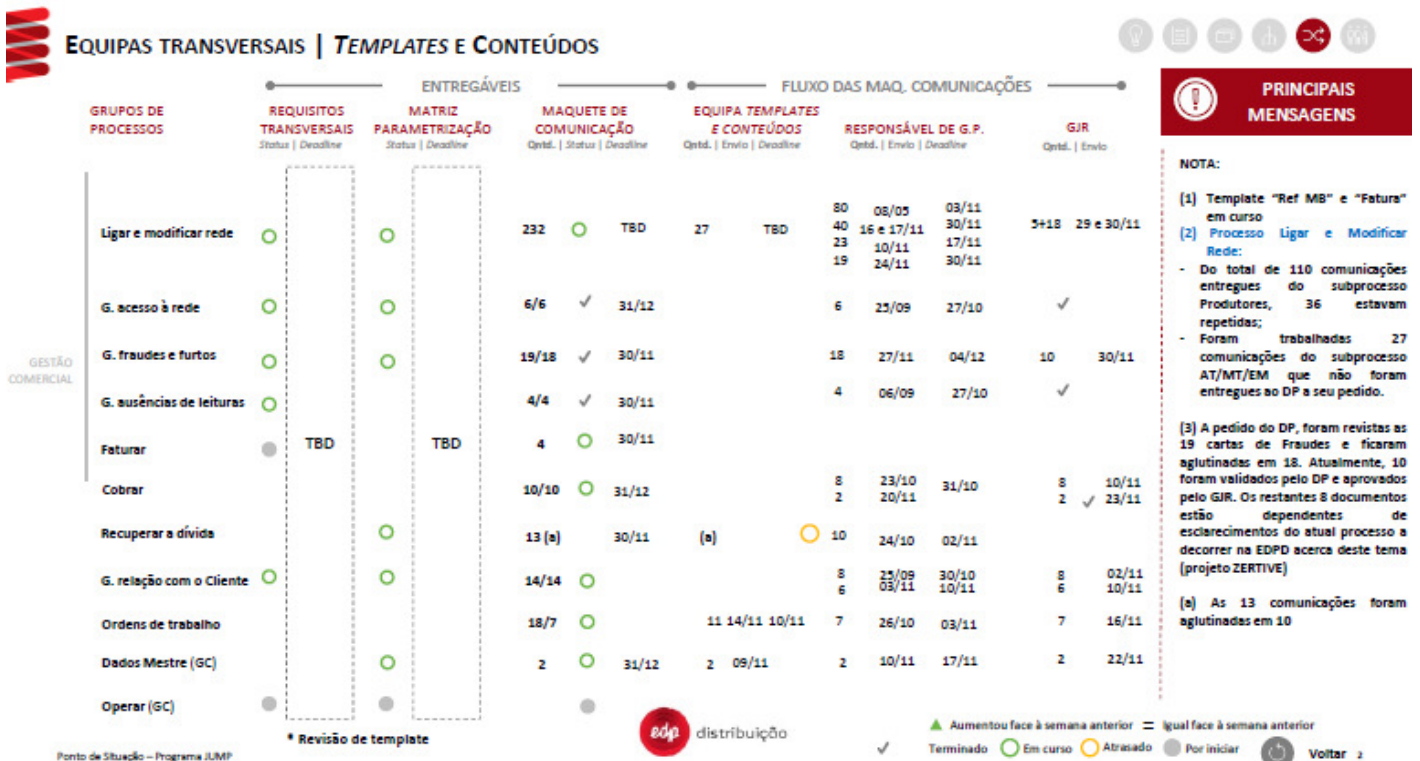 EQUIPAS TRANSVERSAIS | TEMPLATES E CONTEÚDOS
ENTREGÁVEIS
FLUXO DAS MAQ. COMUNICAÇÕES
GRUPOS DE PROCESSOS
REQUISITOS TRANSVERSAIS
Status | Deadline
MATRIZ PARAMETRIZAÇÃO
Status | Deadline
MAQUETE DE COMUNICAÇÃO
Qntd. | Status | Deadline
EQUIPA TEMPLATES E CONTEÚDOS
Qntd. | Envio | Deadline
RESPONSÁVEL DE G.P.
Qntd. | Envio | Deadline
GJR
Qntd. | Envio
GESTÃO COMERCIAL
TBD
TBD
Ligar e modificar rede 232 TBD 27 TBD
80 08/05 03/11
40 16 e 17/11 30/11
23 10/11 17/11
19 24/11 30/11
5+18 29 e 30/11
G. acesso à rede 6/6 ✓ 31/12 6 25/09 27/10 ✓
G. fraudes e furtos 19/18 ✓ 30/11 18 27/11 04/12 10 30/11
G. ausências de leituras 4/4 ✓ 30/11 4 06/09 27/10 ✓
Faturar 4 30/11
Cobrar 10/10 31/12
8 23/10 31/10 8 10/11
2 20/11 2 ✓ 23/11
Recuperar a dívida 13 (a) 30/11 (a) 10 24/10 02/11
G. relação com o Cliente 14/14
8 25/09 30/10 8 02/11
6 03/11 10/11 6 10/11
Ordens de trabalho 18/7 11 14/11 10/11 7 26/10 03/11 7 16/11
Dados Mestre (GC) 2 31/12 2 09/11 2 10/11 17/11 2 22/11
Operar (GC)
* Revisão de template
PRINCIPAIS
MENSAGENS
NOTA:
(1) Template "Ref MB" e "Fatura"
em curso
(2) Processo Ligar e Modificar
Rede:
- Do total de 110 comunicações
entregues do subprocesso
Produtores, 36 estavam
repetidas;
- Foram trabalhadas 27
comunicações do subprocesso
AT/MT/EM que não foram
entregues ao DP a seu pedido.
(3) A pedido do DP, foram revistas as
19 cartas de Fraudes e ficaram
aglutinadas em 18. Atualmente, 10
foram validados pelo DP e aprovados
pelo GJR. Os restantes 8 documentos
estão dependentes de
esclarecimentos do atual processo a
decorrer na EDPD acerca deste tema
(projeto ZERTIVE)
(a) As 13 comunicações foram
aglutinadas em 10
edp distribuição
Aumentou face à semana anterior = Igual face à semana anterior
✓ Terminado Em curso Atrasado Por iniciar
Voltar 2
Ponto de Situação – Programa JUMP